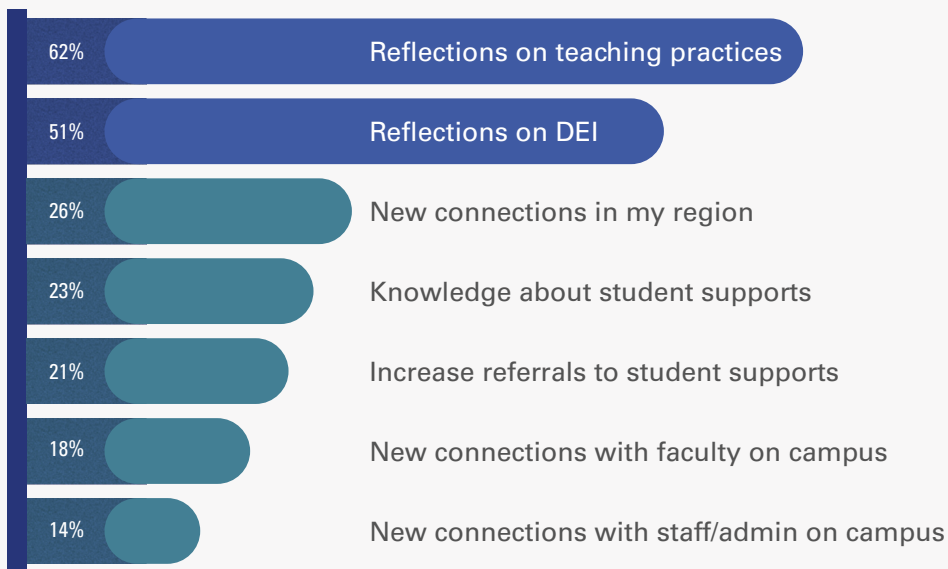 62% Reflections on teaching practices
51% Reflections on DEI
26% New connections in my region
23% Knowledge about student supports
21% Increase referrals to student supports
18% New connections with faculty on campus
14% New connections with staff/admin on campus